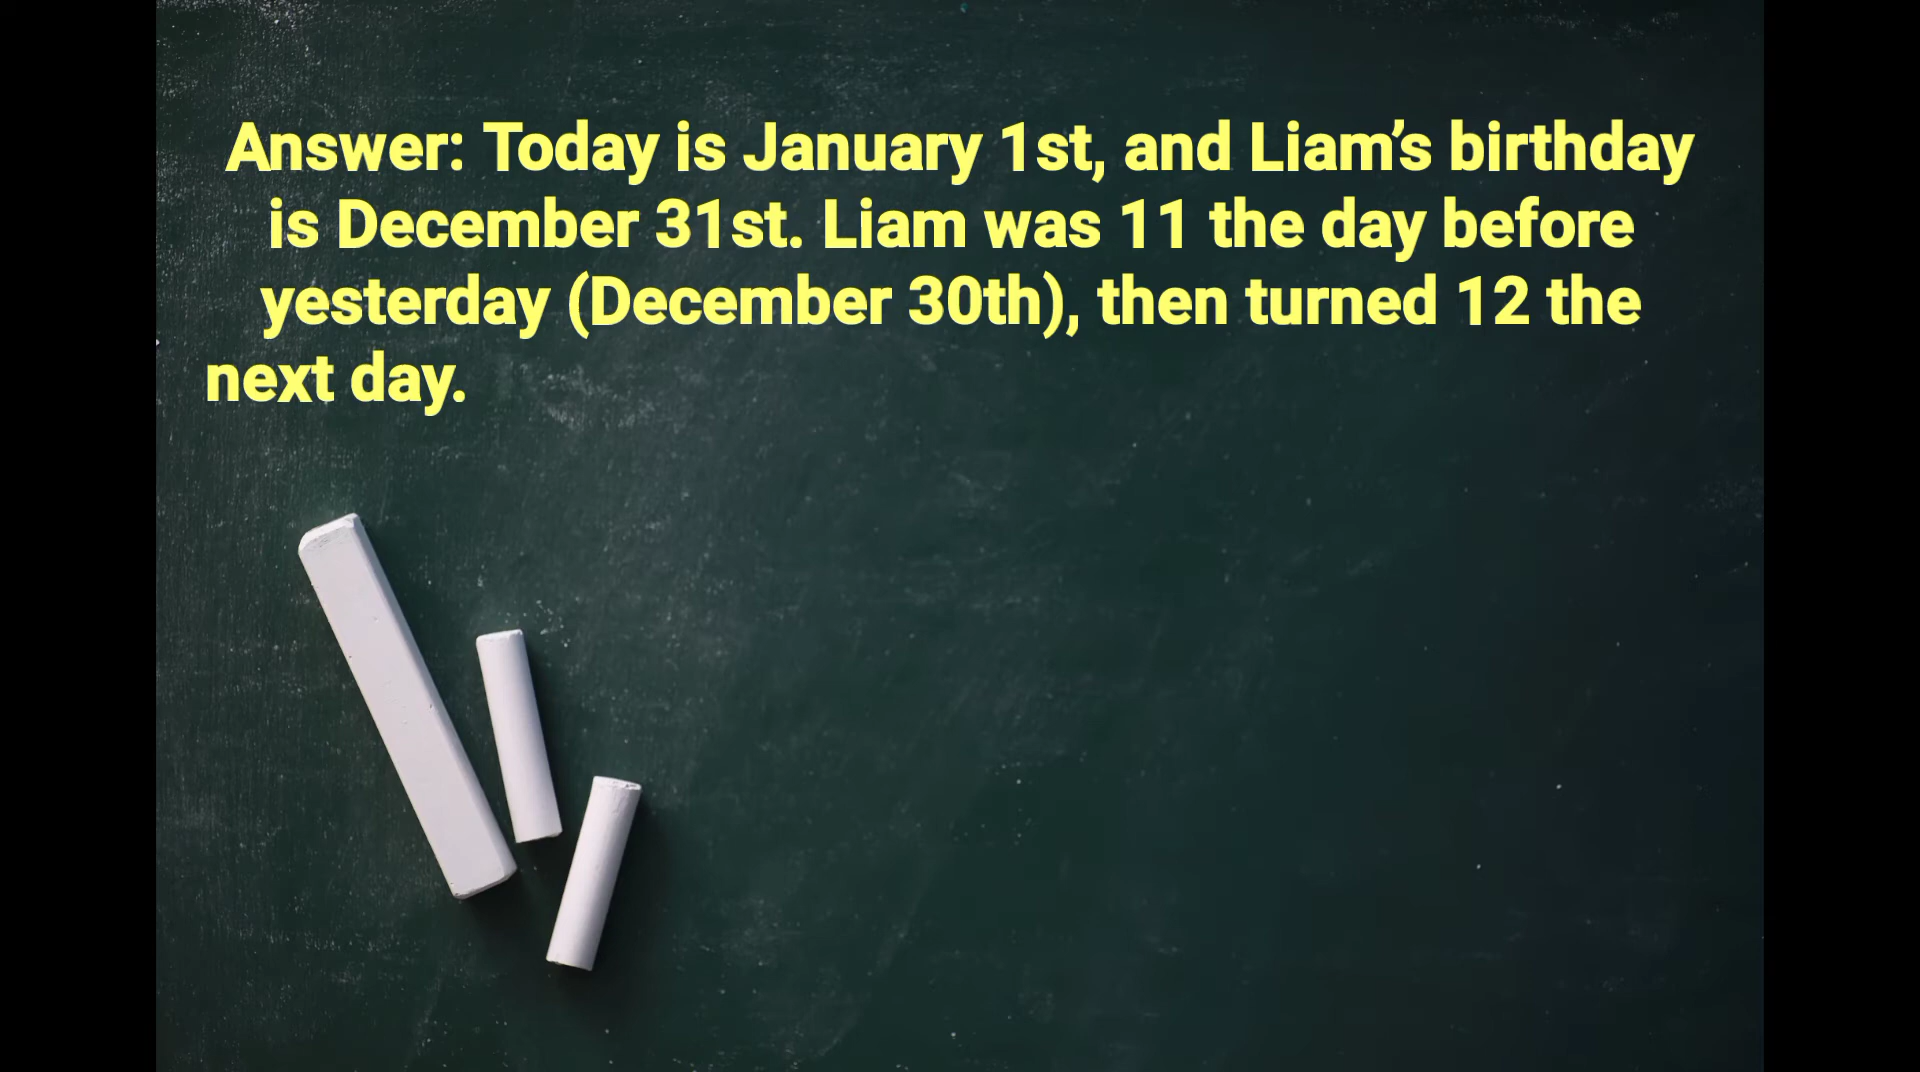 Answer: Today is January 1st, and Liam’s birthday
is December 31st. Liam was 11 the day before
yesterday (December 30th), then turned 12 the
next day.